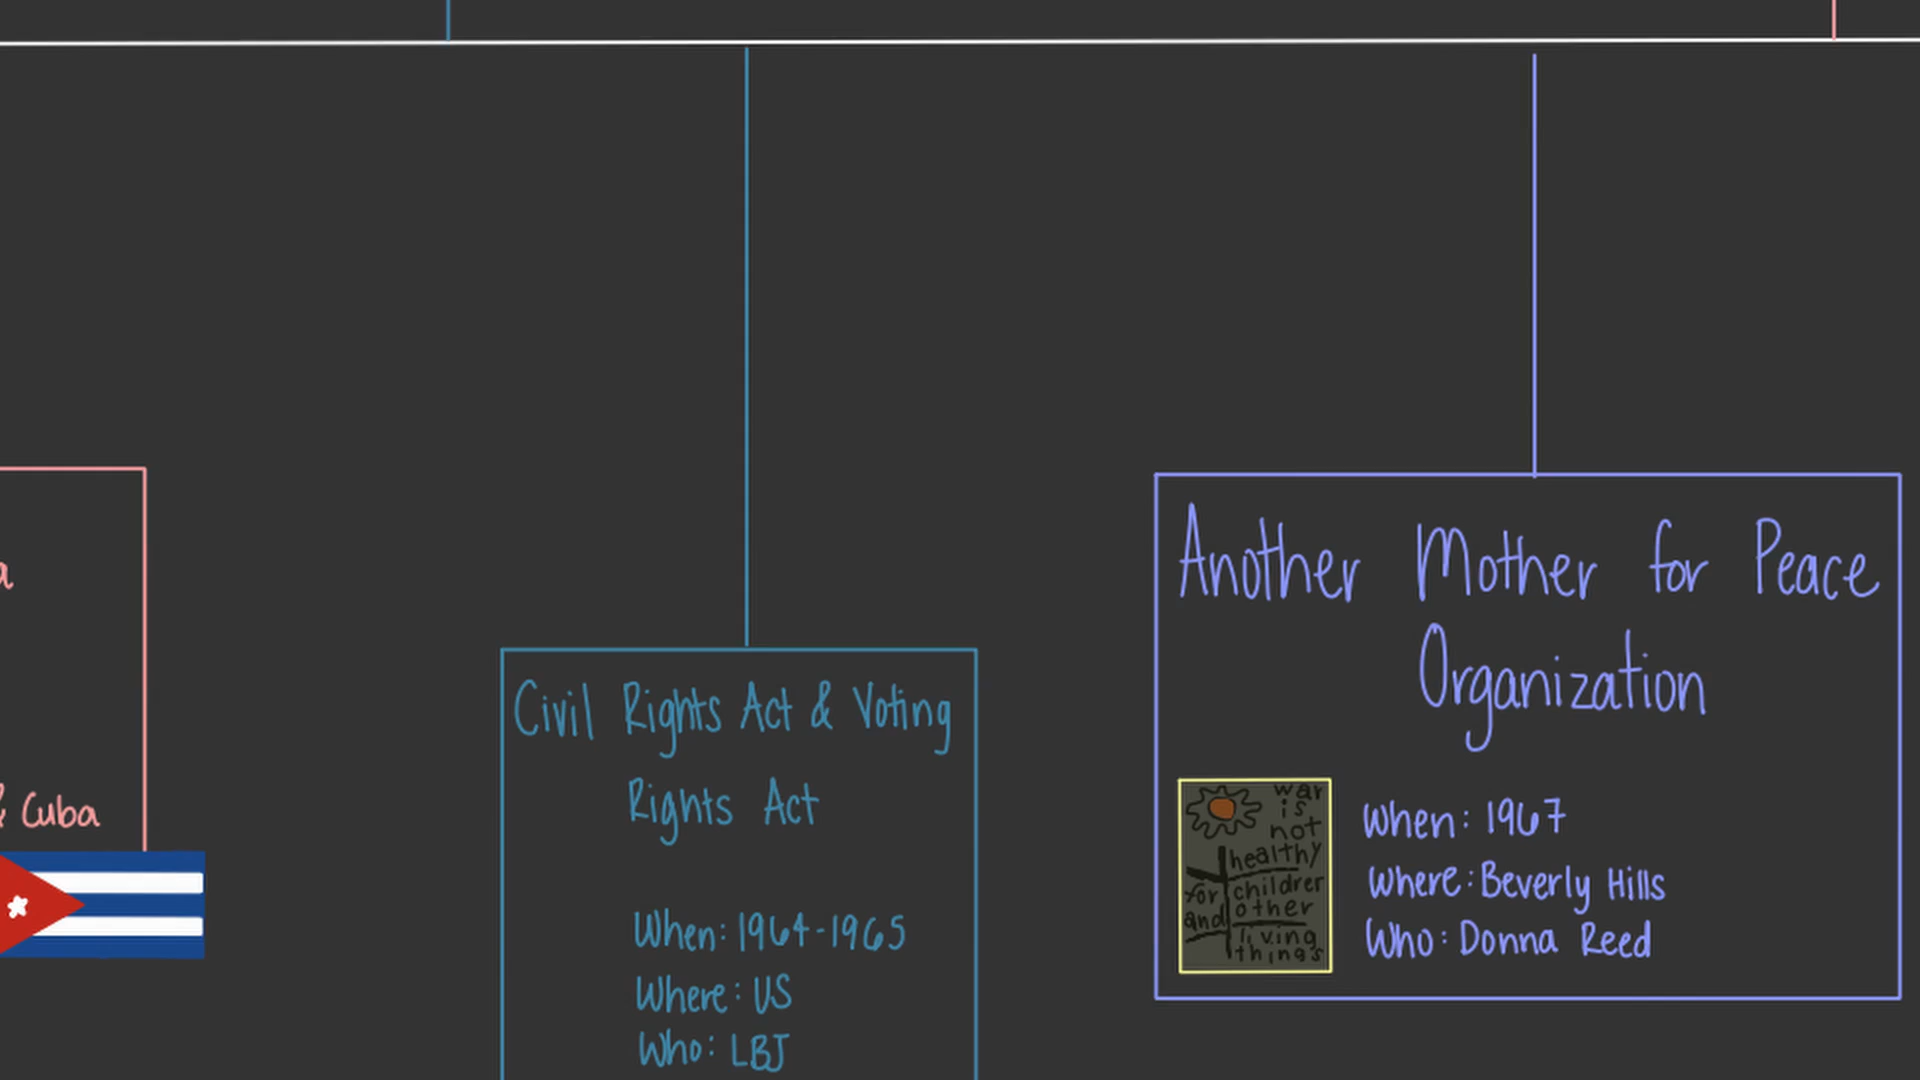 & Cuba
Civil Rights Act & Voting
Rights Act
When: 1964-1965
Where: US
Who: LBJ
Another Mother for Peace
Organization
war
is
not
healthy
for children
and other
living
things
When: 1967
Where: Beverly Hills
Who: Donna Reed